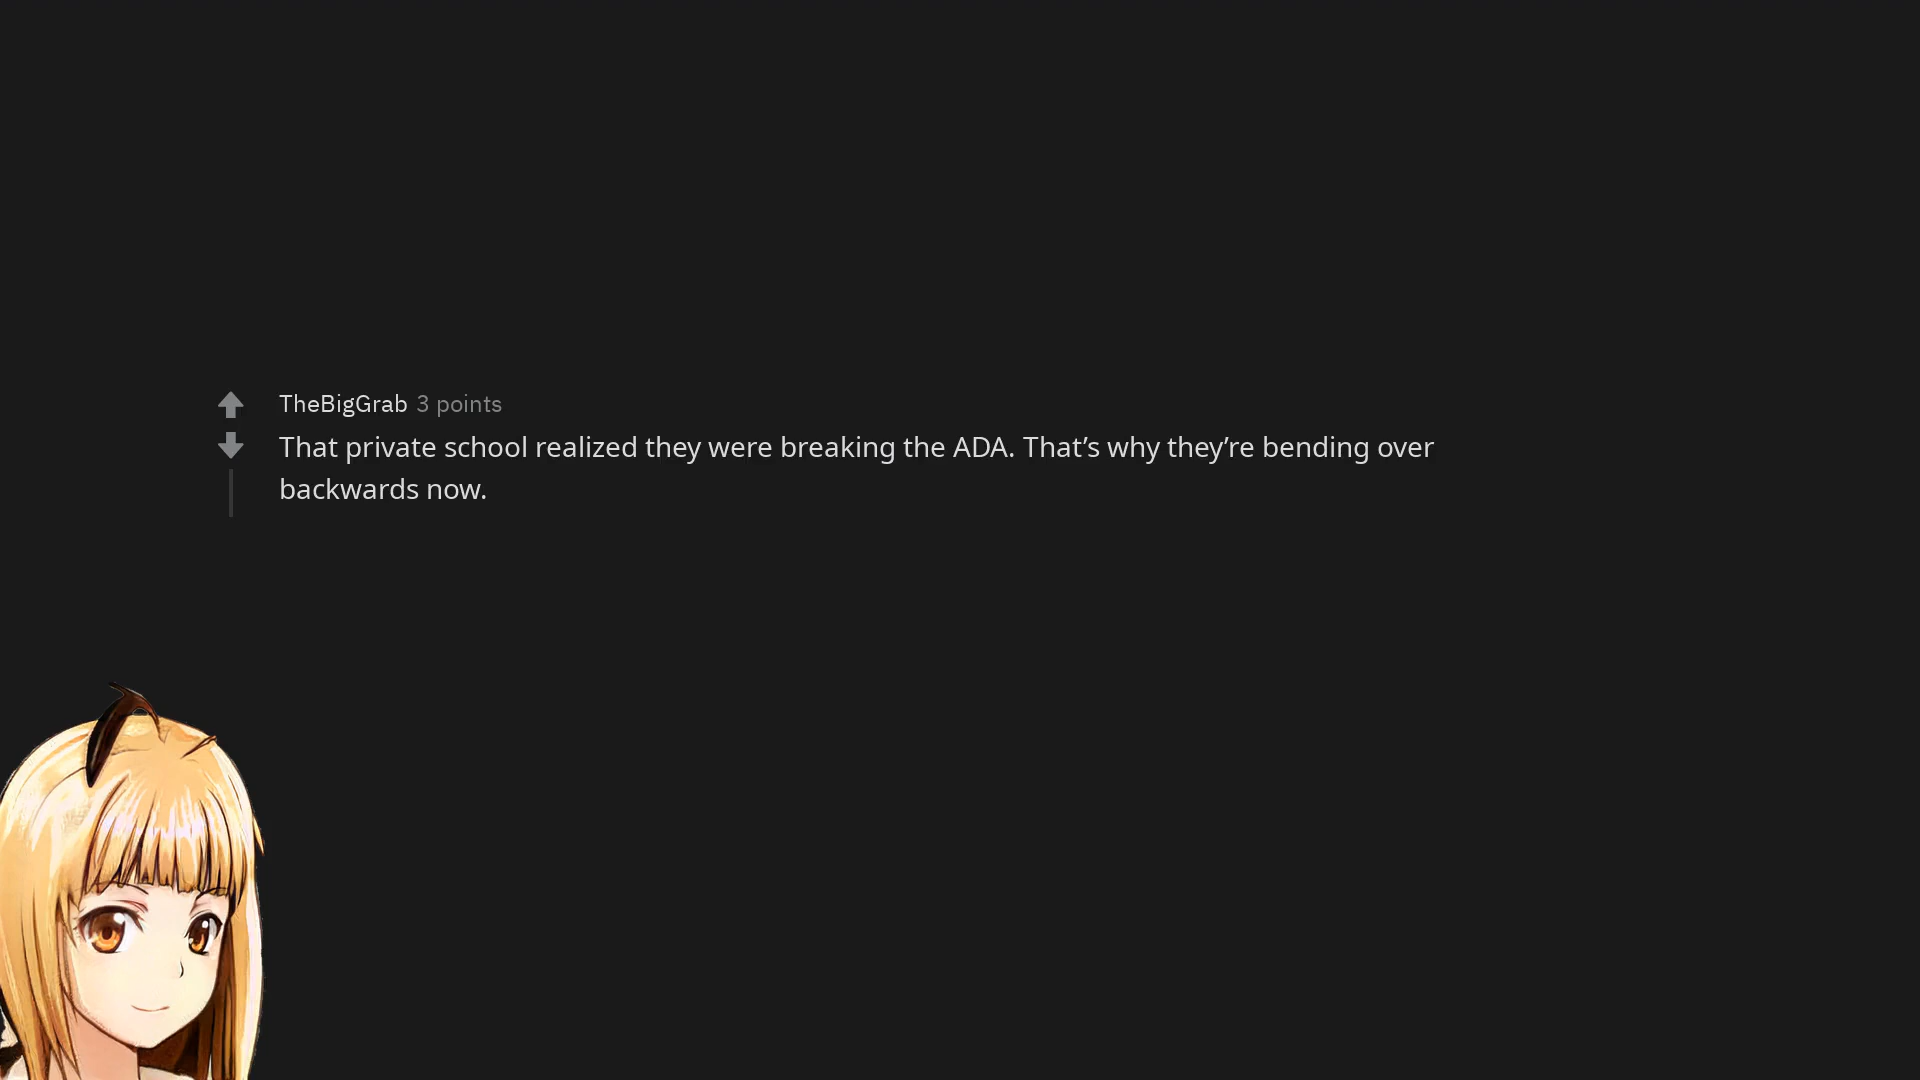 TheBigGrab 3 points
That private school realized they were breaking the ADA. That’s why they’re bending over
backwards now.